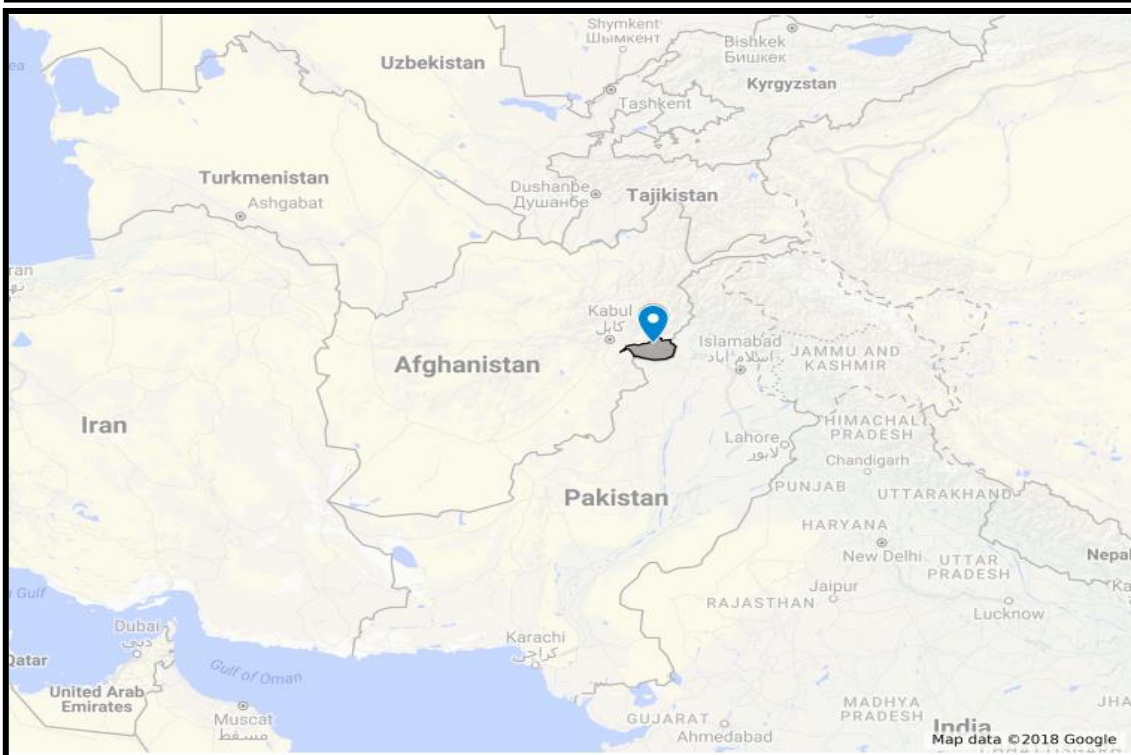 Shymkent
Шымкент
Bishkek
Бишкек
Uzbekistan
Kyrgyzstan
Tashkent
Turkmenistan
Ashgabat
Dushanbe
Душанбе
Tajikistan
Kabul
کابل
Islamabad
اسلام آباد
JAMMU AND
KASHMIR
Afghanistan
Iran
HIMACHAL
PRADESH
Lahore
لاہور
Chandigarh
Pakistan
PUNJAB
UTTARAKHAND
HARYANA
New Delhi
UTTAR
PRADESH
Nepal
Jaipur
RAJASTHAN
Lucknow
Dubai
دبي
Karachi
كراچى
Qatar
Gulf of Oman
United Arab
Emirates
Muscat
مسقط
MADHYA
PRADESH
JHA
GUJARAT
Ahmedabad
India
Map data ©2018 Google